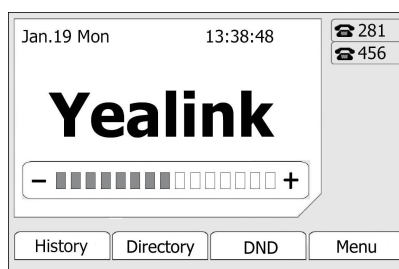 Jan.19 Mon 13:38:48
281
456
Yealink
– +
History Directory DND Menu